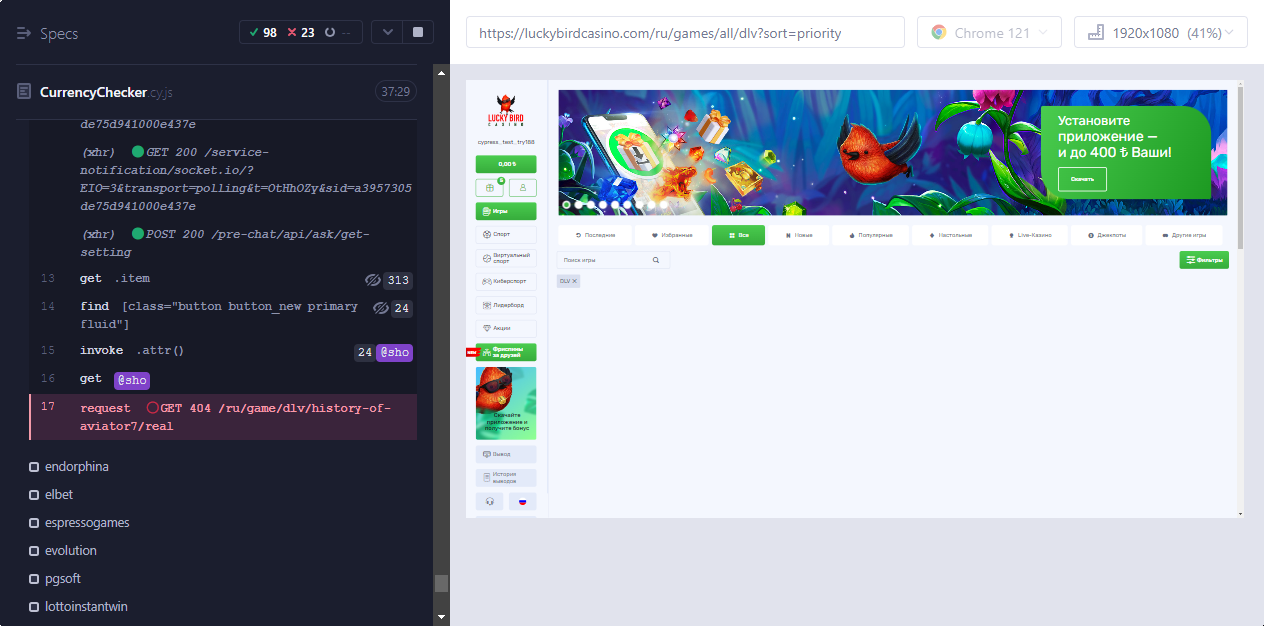 Specs
98
23
--
CurrencyChecker.cy.js
37:29
de75d941000e437e
(xhr) GET 200 /service-
notification/socket.io/?
EIO=3&transport=polling&t=OtHhOZy&sid=a3957305
de75d941000e437e
(xhr) POST 200 /pre-chat/api/ask/get-
setting
13 get .item 313
14 find [class="button button_new primary
fluid"] 24
15 invoke .attr() 24 @sho
16 get @sho
17 request GET 404 /ru/game/dlv/history-of-
aviator7/real
endorphina
elbet
espressogames
evolution
pgsoft
lottoinstantwin
https://luckybirdcasino.com/ru/games/all/dlv?sort=priority
Chrome 121
1920x1080 (41%)
LUCKY BIRD
CASINO
cypress_test_try188
0,00 ₺
Игры
Спорт
Виртуальный
спорт
Киберспорт
Лидерборд
Акции
NEW
Фриспины
за друзей
Скачайте
приложение и
получите бонус
Вывод
История
выводов
Установите
приложение —
и до 400 ₺ Ваши!
Скачать
Последние
Избранные
Все
Новые
Популярные
Настольные
Live-Казино
Джекпоты
Другие игры
Поиск игры
Фильтры
DLV ✕